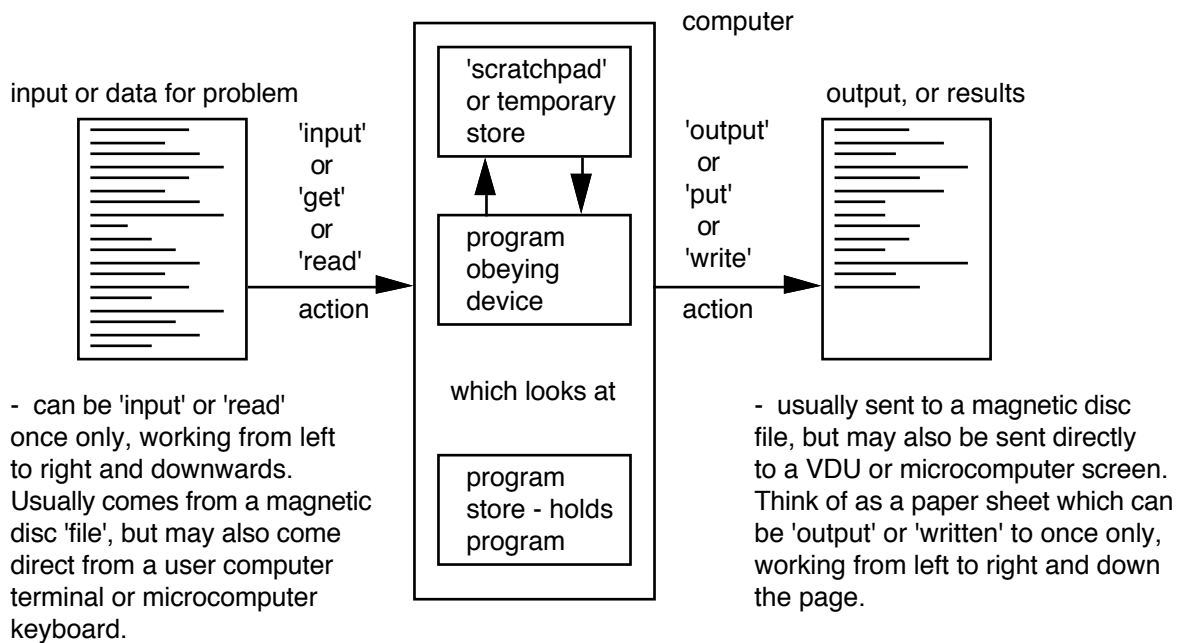 computer
input or data for problem
'input'
or
'get'
or
'read'
action
'scratchpad'
or temporary
store
program
obeying
device
which looks at
program
store - holds
program
'output'
or
'put'
or
'write'
action
output, or results
- can be 'input' or 'read'
once only, working from left
to right and downwards.
Usually comes from a magnetic
disc 'file', but may also come
direct from a user computer
terminal or microcomputer
keyboard.
- usually sent to a magnetic disc
file, but may also be sent directly
to a VDU or microcomputer screen.
Think of as a paper sheet which can
be 'output' or 'written' to once only,
working from left to right and down
the page.